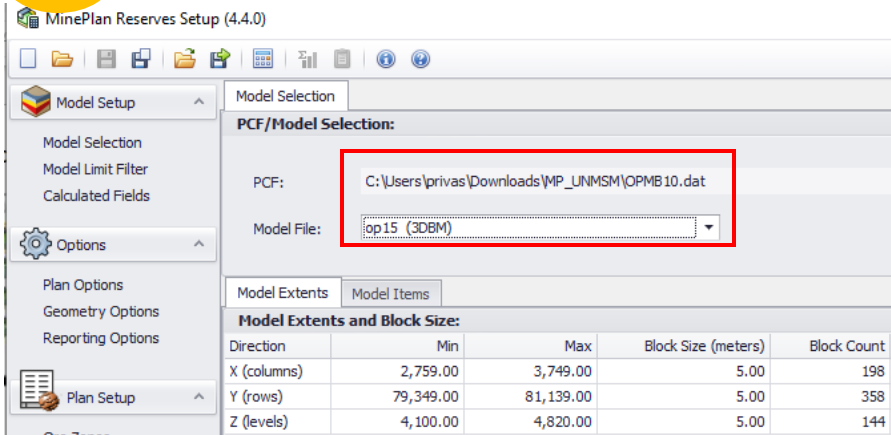 MinePlan Reserves Setup (4.4.0)
Model Setup
Model Selection
Model Limit Filter
Calculated Fields
Options
Plan Options
Geometry Options
Reporting Options
Plan Setup
Model Selection
PCF/Model Selection:
PCF: C:\Users\privas\Downloads\MP_UNMSM\OPMB10.dat
Model File: op15 (3DBM)
Model Extents Model Items
Model Extents and Block Size:
Direction Min Max Block Size (meters) Block Count
X (columns) 2,759.00 3,749.00 5.00 198
Y (rows) 79,349.00 81,139.00 5.00 358
Z (levels) 4,100.00 4,820.00 5.00 144